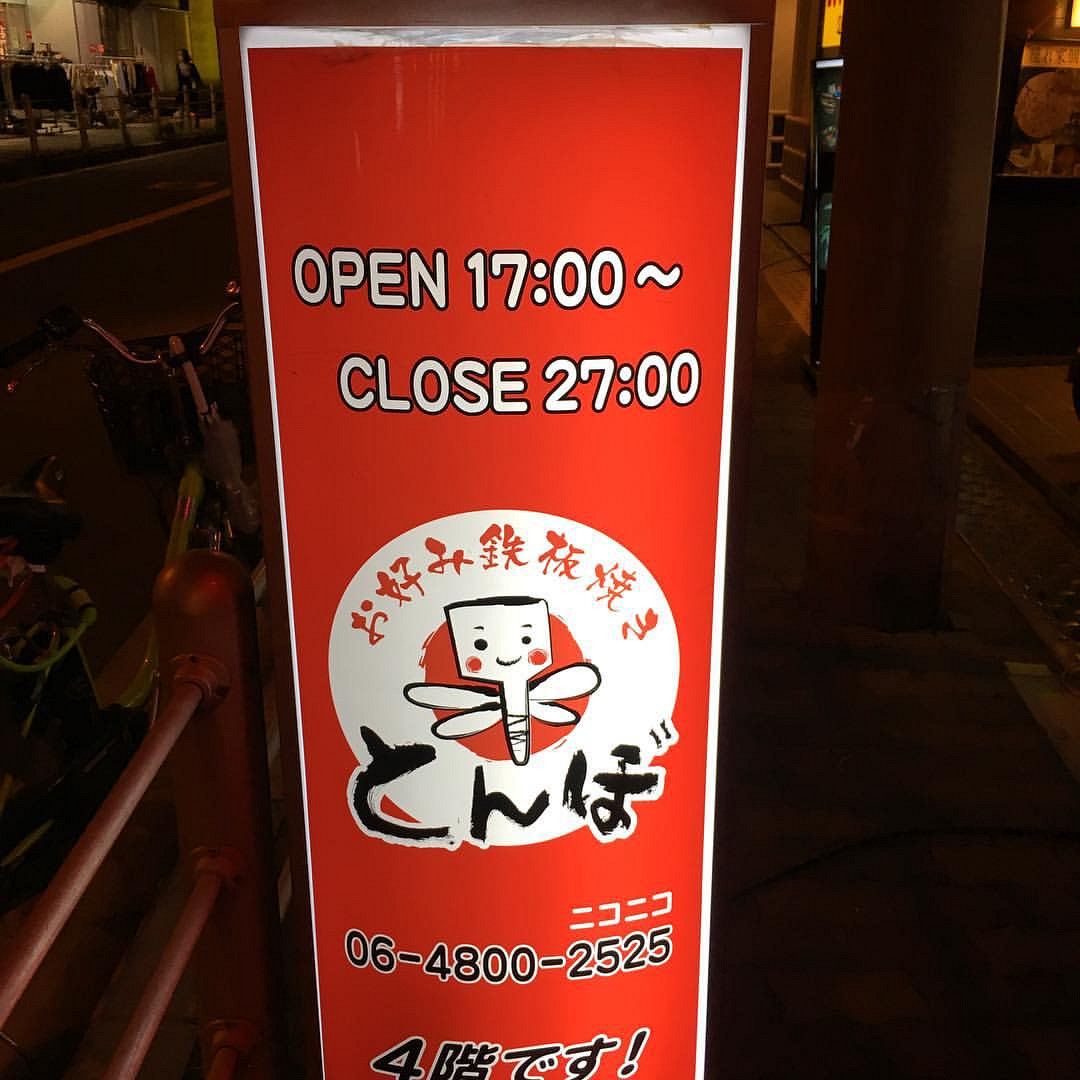 OPEN 17:00～
CLOSE 27:00
お好み鉄板焼き
とんぼ
ニコニコ
06-4800-2525
4階です!